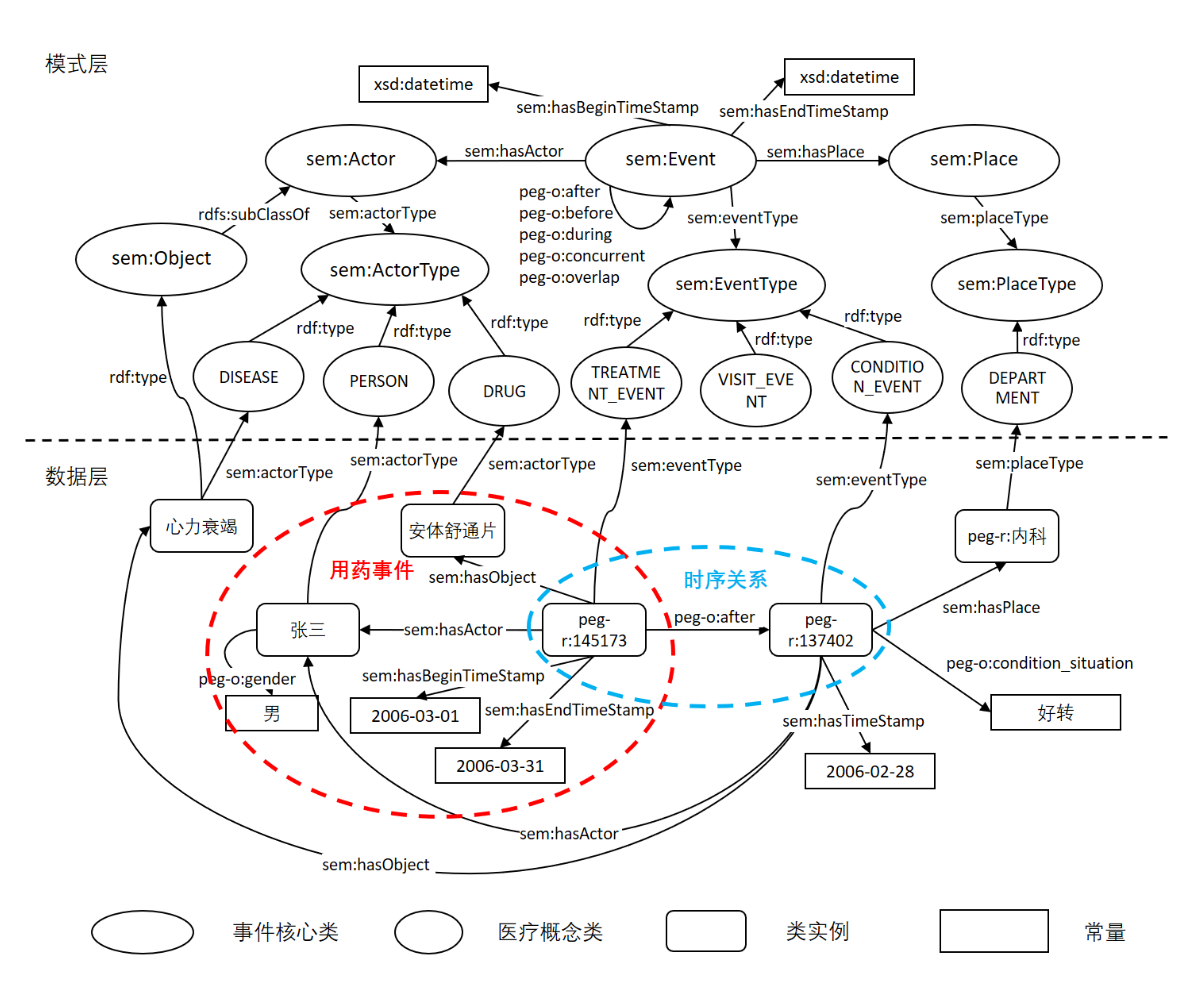 模式层
xsd:datetime
xsd:datetime
sem:hasBeginTimeStamp
sem:hasEndTimeStamp
sem:Actor
sem:hasActor
sem:Event
sem:hasPlace
sem:Place
rdfs:subClassOf
sem:actorType
peg-o:after
peg-o:before
peg-o:during
peg-o:concurrent
peg-o:overlap
sem:eventType
sem:placeType
sem:Object
sem:ActorType
sem:EventType
sem:PlaceType
rdf:type
rdf:type
rdf:type
rdf:type
rdf:type
rdf:type
rdf:type
rdf:type
DISEASE
PERSON
DRUG
TREATME
NT_EVENT
VISIT_EVE
NT
CONDITIO
N_EVENT
DEPART
MENT
数据层
sem:actorType
sem:actorType
sem:actorType
sem:eventType
sem:eventType
sem:placeType
心力衰竭
安体舒通片
peg-r:内科
用药事件
sem:hasObject
时序关系
张三
sem:hasActor
peg-
r:145173
peg-o:after
peg-
r:137402
sem:hasPlace
peg-o:gender
男
sem:hasBeginTimeStamp
2006-03-01
sem:hasEndTimeStamp
2006-03-31
peg-o:condition_situation
好转
sem:hasTimeStamp
2006-02-28
sem:hasActor
sem:hasObject
事件核心类
医疗概念类
类实例
常量